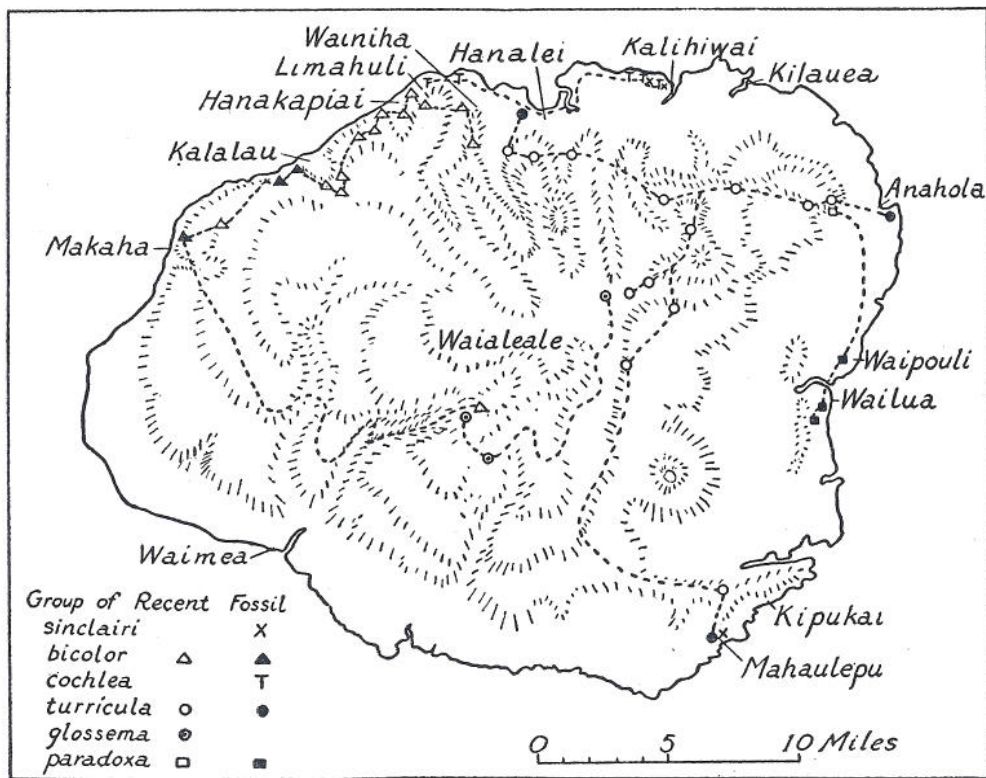 Wainiha
Hanalei
Kalihiwai
Limahuli
Kilauea
Hanakapiai
Kalalau
Anahola
Makaha
Waialeale
Waipouli
Wailua
Waimea
Kipukai
Mahaulepu
Group of Recent Fossil
sinclairi x
bicolor △ ▲
cochlea T
turricula ○ ●
glossema ◉
paradoxa □ ■
0 5 10 Miles